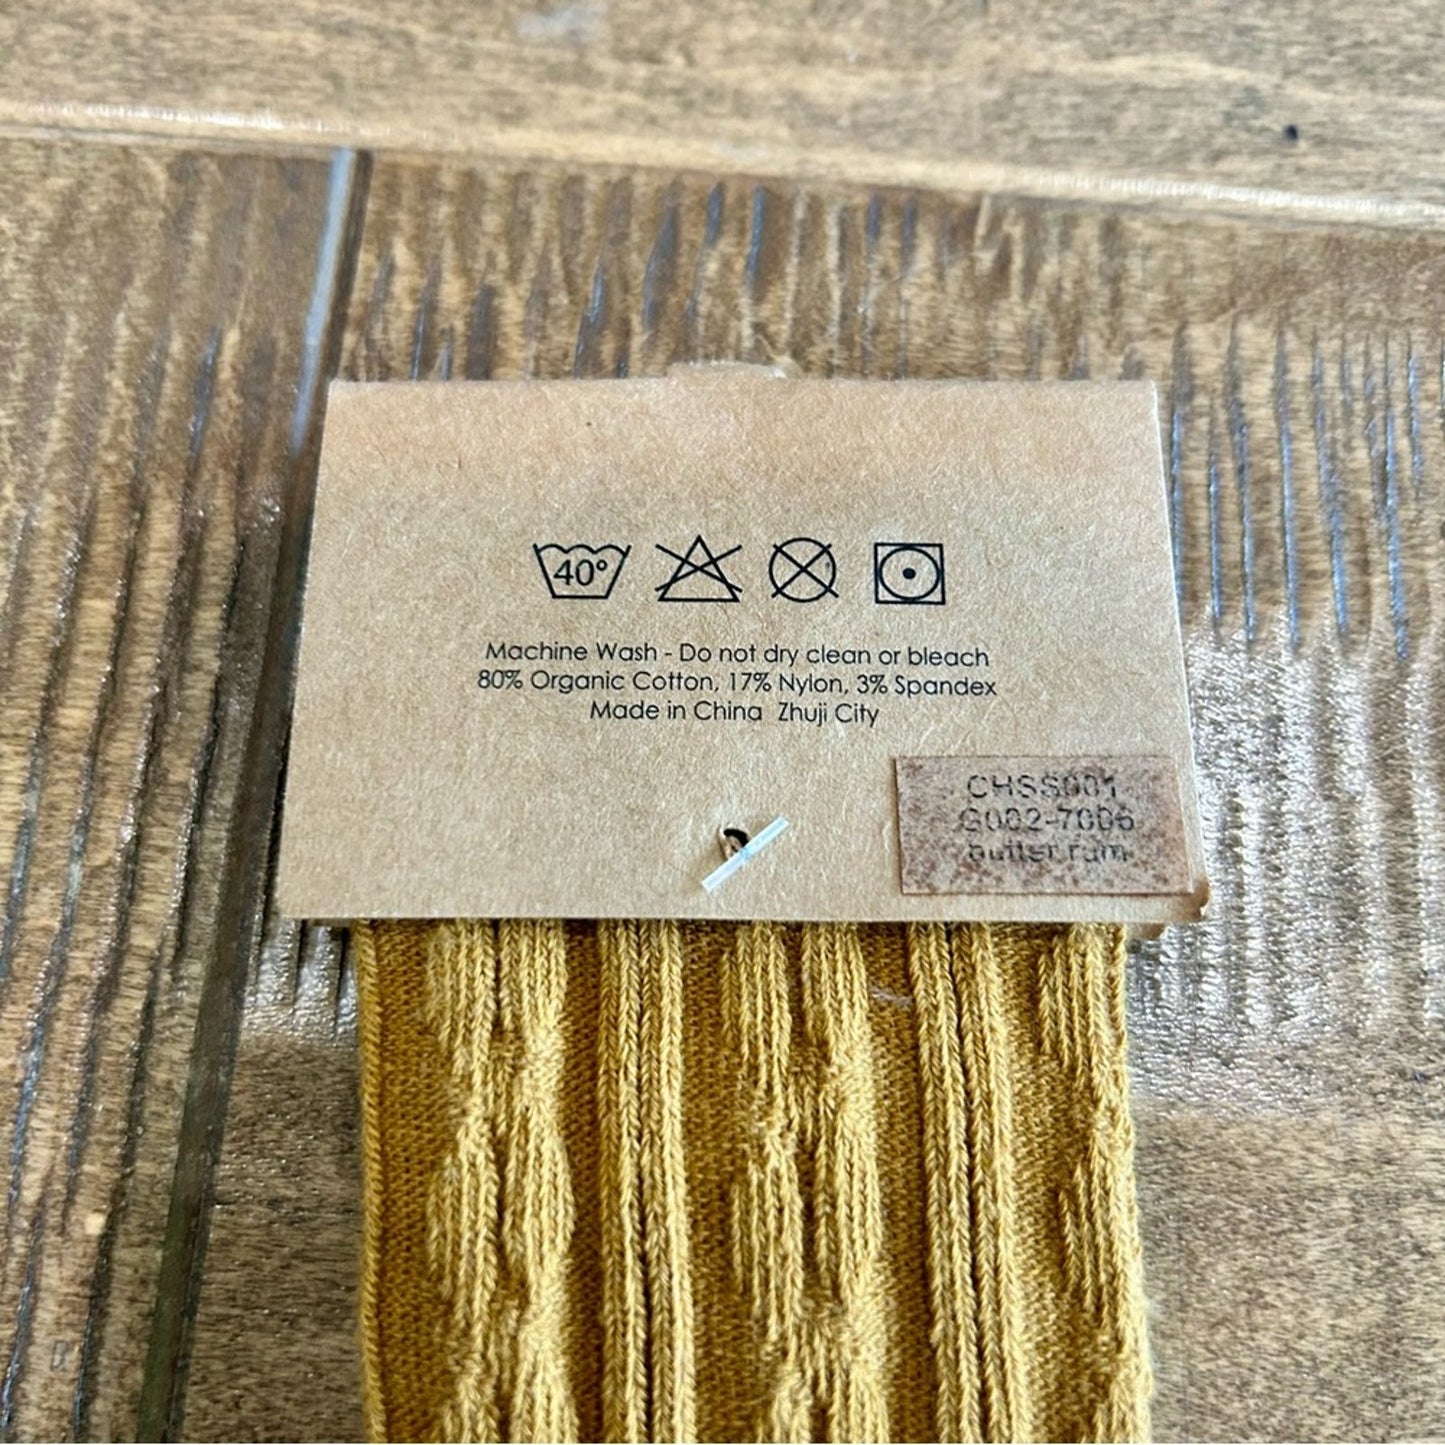 40°
Machine Wash - Do not dry clean or bleach
80% Organic Cotton, 17% Nylon, 3% Spandex
Made in China Zhuji City
CHSS001
G002-7006
butter rum